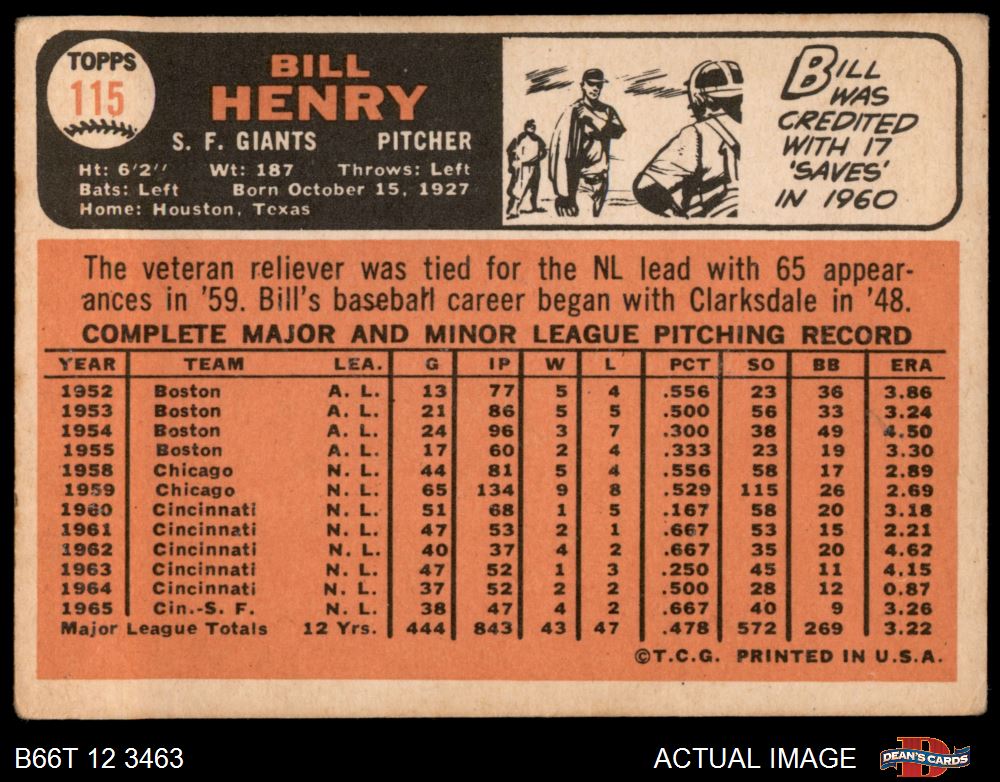 TOPPS
115
BILL
HENRY
S. F. GIANTS PITCHER
Ht: 6'2" Wt: 187 Throws: Left
Bats: Left Born October 15, 1927
Home: Houston, Texas
BILL
WAS
CREDITED
WITH 17
'SAVES'
IN 1960
The veteran reliever was tied for the NL lead with 65 appear-
ances in '59. Bill's baseball career began with Clarksdale in '48.
COMPLETE MAJOR AND MINOR LEAGUE PITCHING RECORD
YEAR TEAM LEA. G IP W L PCT SO BB ERA
1952 Boston A. L. 13 77 5 4 .556 23 36 3.86
1953 Boston A. L. 21 86 5 5 .500 56 33 3.24
1954 Boston A. L. 24 96 3 7 .300 38 49 4.50
1955 Boston A. L. 17 60 2 4 .333 23 19 3.30
1958 Chicago N. L. 44 81 5 4 .556 58 17 2.89
1959 Chicago N. L. 65 134 9 8 .529 115 26 2.69
1960 Cincinnati N. L. 51 68 1 5 .167 58 20 3.18
1961 Cincinnati N. L. 47 53 2 1 .667 53 15 2.21
1962 Cincinnati N. L. 40 37 4 2 .667 35 20 4.62
1963 Cincinnati N. L. 47 52 1 3 .250 45 11 4.15
1964 Cincinnati N. L. 37 52 2 2 .500 28 12 0.87
1965 Cin.-S. F. N. L. 38 47 4 2 .667 40 9 3.26
Major League Totals 12 Yrs. 444 843 43 47 .478 572 269 3.22
©T.C.G. PRINTED IN U.S.A.
B66T 12 3463 ACTUAL IMAGE DEAN'S CARDS